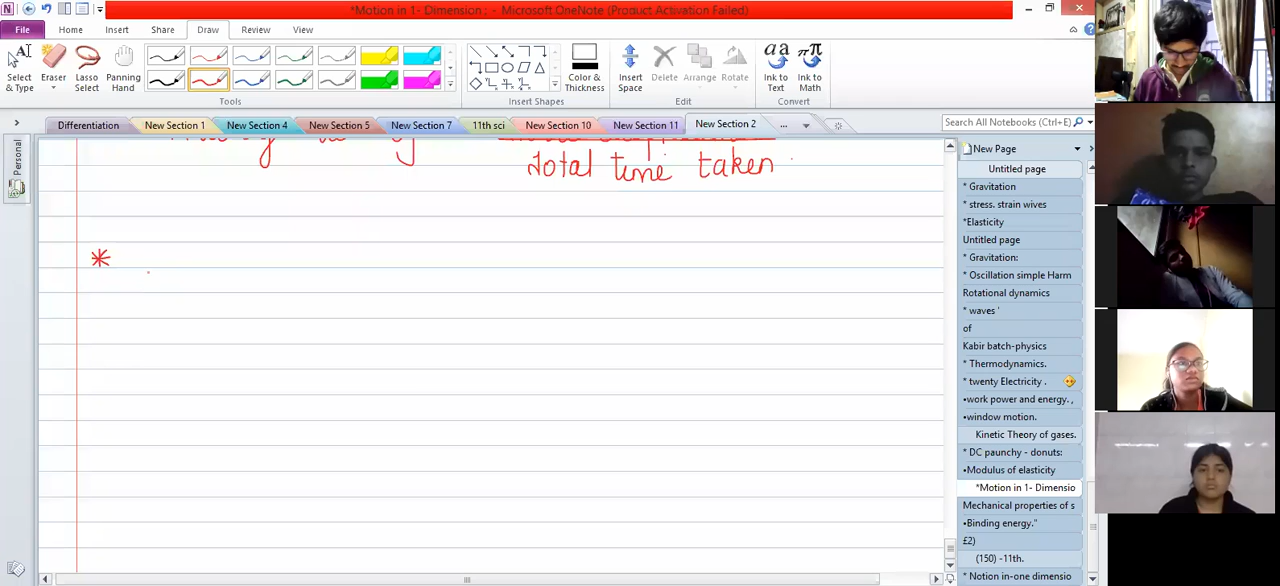 *Motion in 1- Dimension : - Microsoft OneNote (Product Activation Failed)
File Home Insert Share Draw Review View
Select & Type
Eraser
Lasso Select
Panning Hand
Color & Thickness
Insert Space
Delete
Arrange
Rotate
Ink to Text
Ink to Math
Tools
Insert Shapes
Edit
Convert
Differentiation New Section 1 New Section 4 New Section 5 New Section 7 11th sci New Section 10 New Section 11 New Section 2 ...
Search All Notebooks (Ctrl+E)
Personal
Total time taken
*
New Page
Untitled page
* Gravitation
* stress. strain wives
*Elasticity
Untitled page
* Gravitation:
* Oscillation simple Harm
Rotational dynamics
* waves '
of
Kabir batch-physics
* Thermodynamics.
* twenty Electricity .
•work power and energy. ,
•window motion.
Kinetic Theory of gases.
* DC paunchy - donuts:
•Modulus of elasticity
*Motion in 1- Dimensio
Mechanical properties of s
•Binding energy."
£2)
(150) -11th.
* Notion in-one dimensio